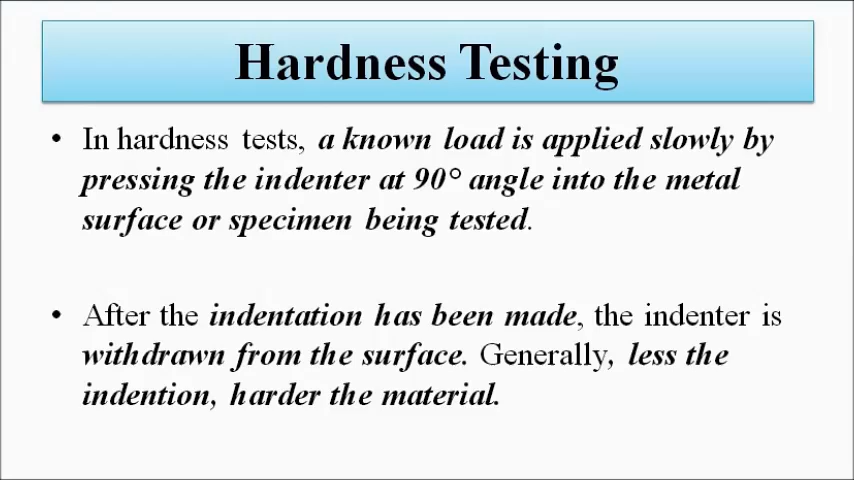 Hardness Testing
• In hardness tests, a known load is applied slowly by
pressing the indenter at 90° angle into the metal
surface or specimen being tested.
• After the indentation has been made, the indenter is
withdrawn from the surface. Generally, less the
indention, harder the material.